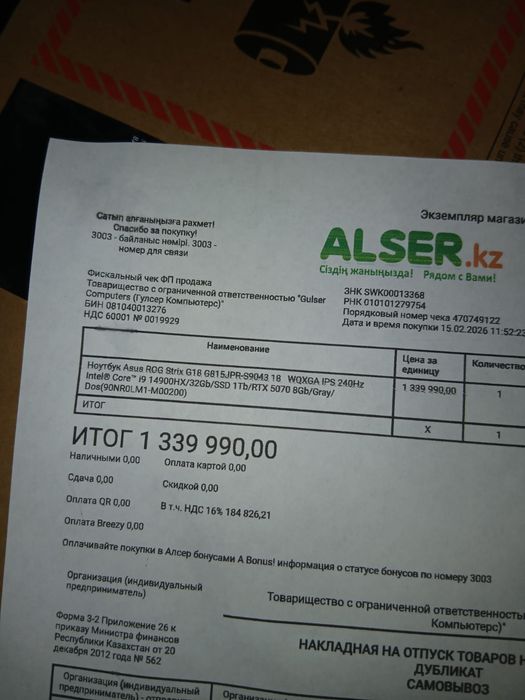 Сатып алғаныңызға рахмет!
Спасибо за покупку!
3003 - байланыс нөмірі. 3003 -
номер для связи
Экземпляр магази
ALSER.kz
Сіздің жаныңызда! Рядом с Вами!
Фискальный чек ФП продажа
Товарищество с ограниченной ответственностью "Gulser
Computers (Гулсер Компьютерс)"
БИН 081040013276
НДС 60001 № 0019929
ЗНК SWK00013368
РНК 010101279754
Порядковый номер чека 470749122
Дата и время покупки 15.02.2026 11:52:23
Наименование
Цена за
единицу
Количество
Ноутбук Asus ROG Strix G18 G815JPR-S9043 18 WQXGA IPS 240Hz
Intel® Core™ i9 14900HX/32Gb/SSD 1Tb/RTX 5070 8Gb/Gray/
Dos(90NR0LM1-M00200)
1 339 990,00
1
ИТОГ
X
1
ИТОГ 1 339 990,00
Наличными 0,00 Оплата картой 0,00
Сдача 0,00 Скидкой 0,00
Оплата QR 0,00 В т.ч. НДС 16% 184 826,21
Оплата Breezy 0,00
Оплачивайте покупки в Алсер бонусами A Bonus! информация о статусе бонусов по номеру 3003
Организация (индивидуальный
предприниматель)
Товарищество с ограниченной ответственность
Компьютерс)"
Форма З-2 Приложение 26 к
приказу Министра финансов
Республики Казахстан от 20
декабря 2012 года № 562
НАКЛАДНАЯ НА ОТПУСК ТОВАРОВ Н
ДУБЛИКАТ
САМОВЫВОЗ
Организация (индивидуальный
предприниматель) - отправи
Организация